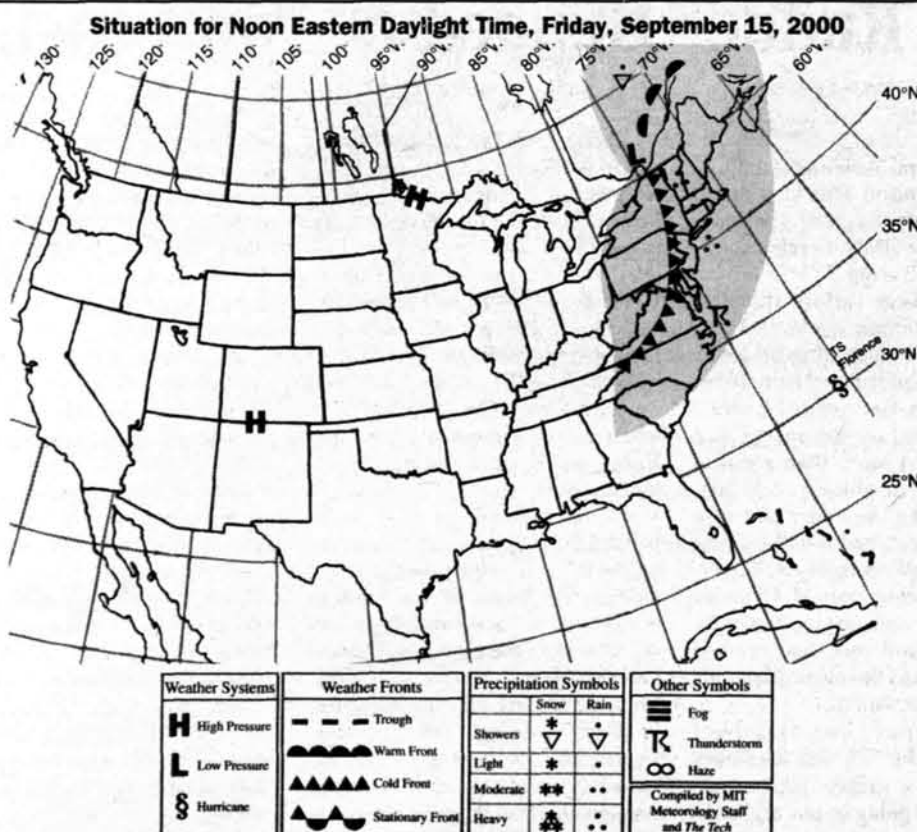 Situation for Noon Eastern Daylight Time, Friday, September 15, 2000
130°
125°
120°
115°
110°
105°
100°
95°W
90°W
85°W
80°W
75°W
70°W
65°W
60°W
40°N
35°N
30°N
25°N
L
H
H
TS
Florence
Weather Systems
H High Pressure
L Low Pressure
Hurricane
Weather Fronts
Trough
Warm Front
Cold Front
Stationary Front
Precipitation Symbols
Snow Rain
Showers
Light
Moderate
Heavy
Other Symbols
Fog
Thunderstorm
Haze
Compiled by MIT
Meteorology Staff
and The Tech